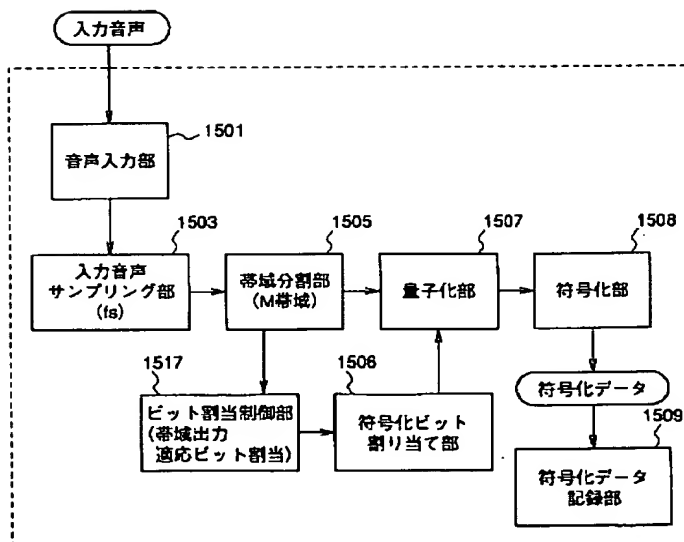 入力音声
1501
音声入力部
1503
入力音声
サンプリング部
(fs)
1505
帯域分割部
(M帯域)
1507
量子化部
1508
符号化部
1517
ビット割当制御部
(帯域出力
適応ビット割当)
1506
符号化ビット
割り当て部
符号化データ
1509
符号化データ
記録部